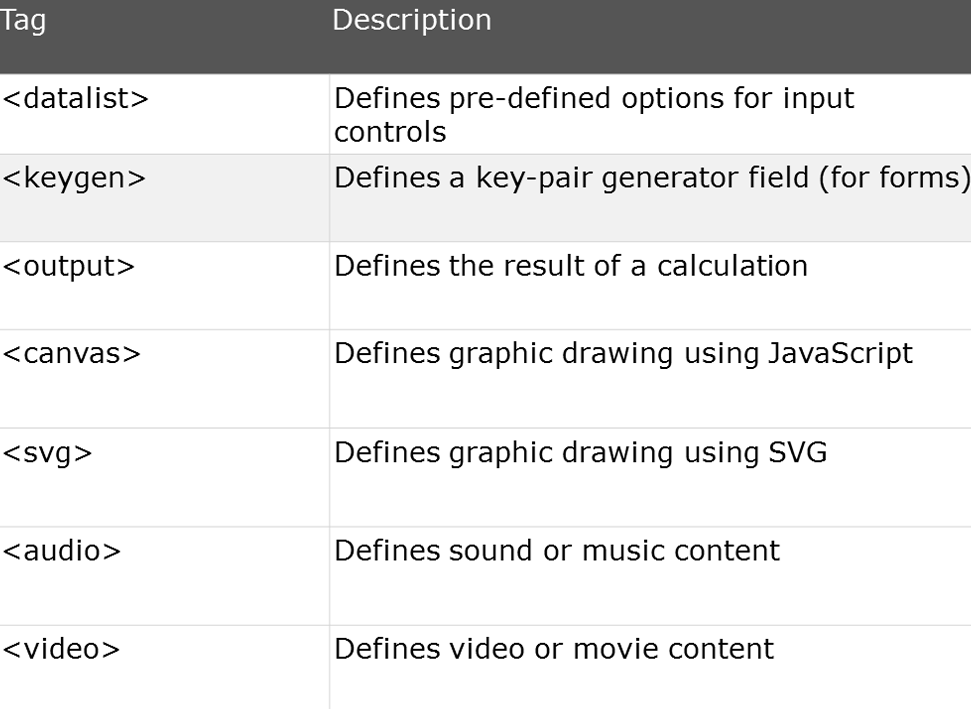 Tag Description
<datalist> Defines pre-defined options for input
controls
<keygen> Defines a key-pair generator field (for forms)
<output> Defines the result of a calculation
<canvas> Defines graphic drawing using JavaScript
<svg> Defines graphic drawing using SVG
<audio> Defines sound or music content
<video> Defines video or movie content